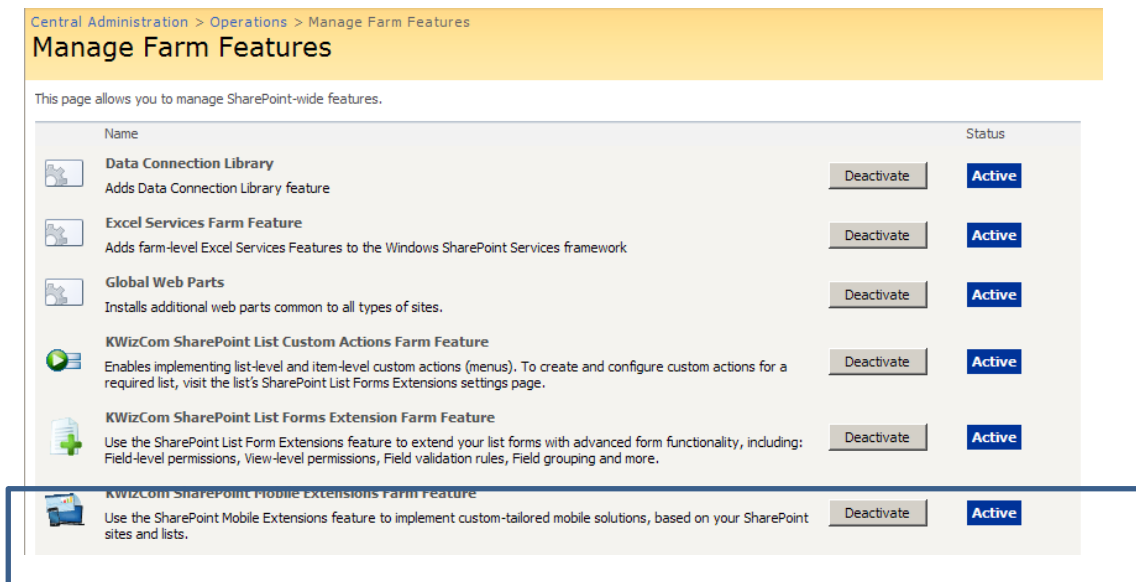 Central Administration > Operations > Manage Farm Features
Manage Farm Features
This page allows you to manage SharePoint-wide features.
Name Status
Data Connection Library
Adds Data Connection Library feature
Deactivate Active
Excel Services Farm Feature
Adds farm-level Excel Services Features to the Windows SharePoint Services framework
Deactivate Active
Global Web Parts
Installs additional web parts common to all types of sites.
Deactivate Active
KWizCom SharePoint List Custom Actions Farm Feature
Enables implementing list-level and item-level custom actions (menus). To create and configure custom actions for a
required list, visit the list's SharePoint List Forms Extensions settings page.
Deactivate Active
KWizCom SharePoint List Forms Extension Farm Feature
Use the SharePoint List Form Extensions feature to extend your list forms with advanced form functionality, including:
Field-level permissions, View-level permissions, Field validation rules, Field grouping and more.
Deactivate Active
KWizCom SharePoint Mobile Extensions Farm Feature
Use the SharePoint Mobile Extensions feature to implement custom-tailored mobile solutions, based on your SharePoint
sites and lists.
Deactivate Active